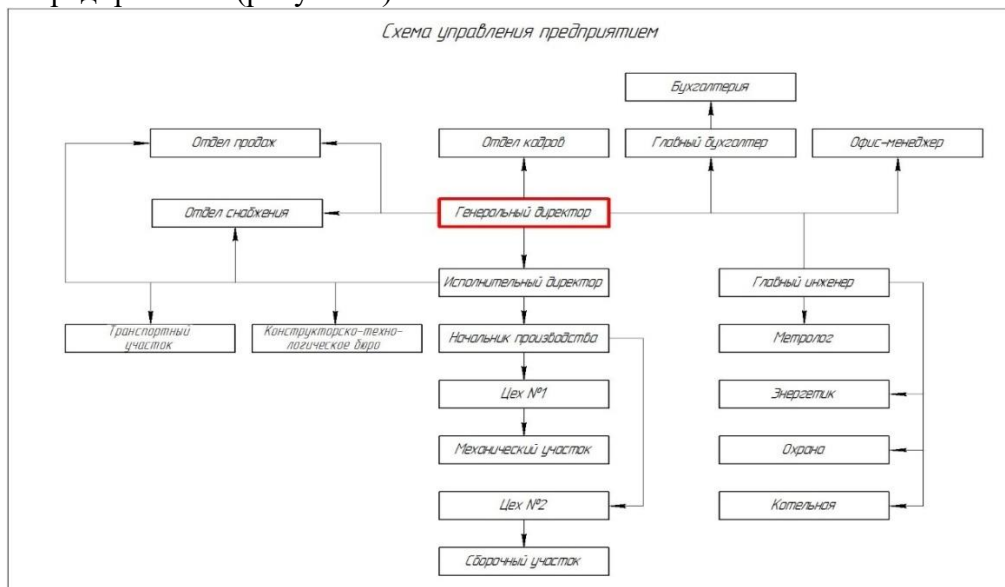 Схема управления предприятием
Бухгалтерия
Отдел продаж
Отдел кадров
Главный бухгалтер
Офис-менеджер
Отдел снабжения
Генеральный директор
Исполнительный директор
Главный инженер
Транспортный
участок
Конструкторско-техно-
логическое бюро
Начальник производства
Метролог
Цех №1
Энергетик
Механический участок
Охрана
Цех №2
Котельная
Сборочный участок